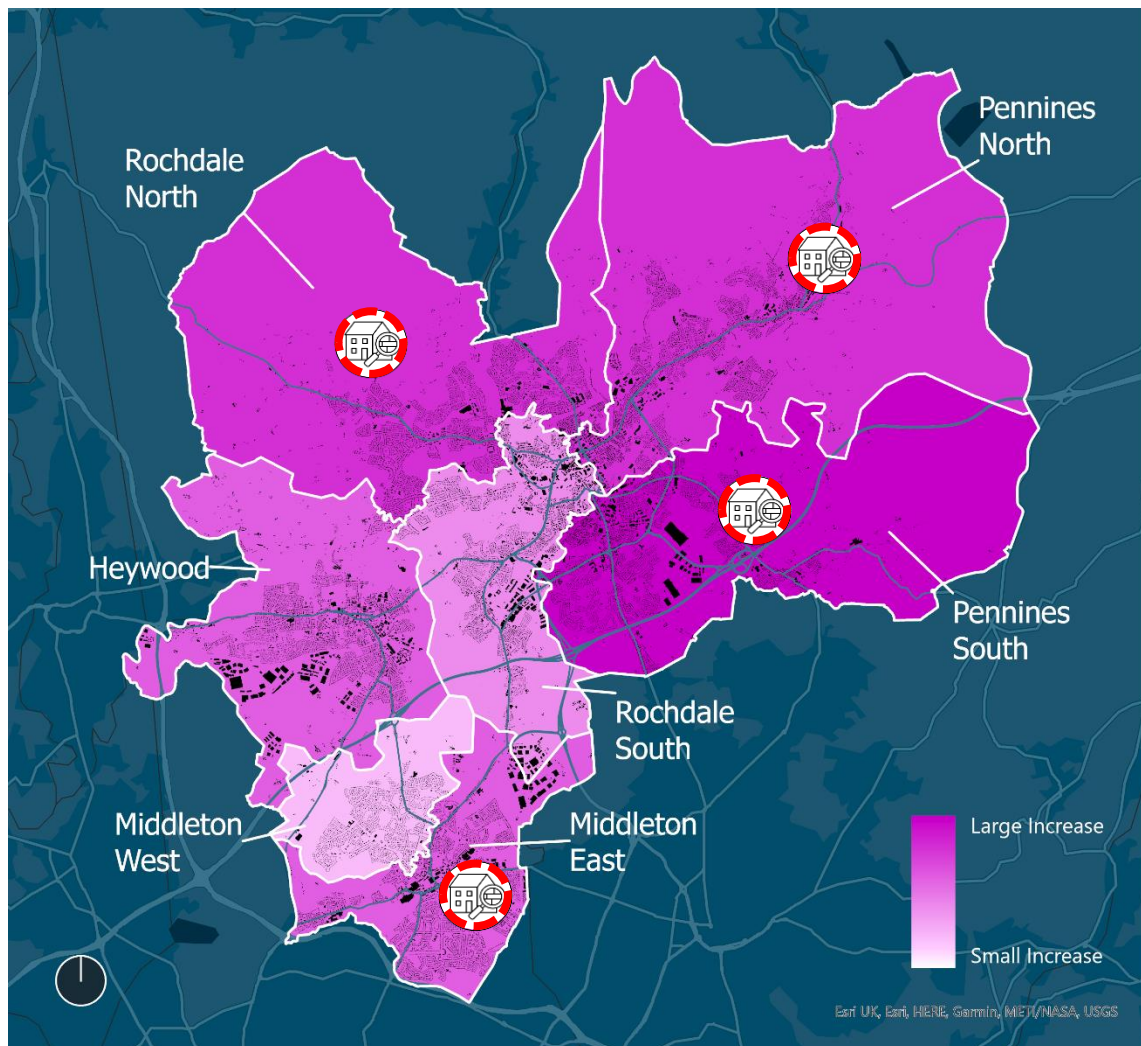 Pennines
North
Rochdale
North
Heywood
Pennines
South
Rochdale
South
Middleton
West
Middleton
East
Large Increase
Small Increase
Esri UK, Esri, HERE, Garmin, METI/NASA, USGS